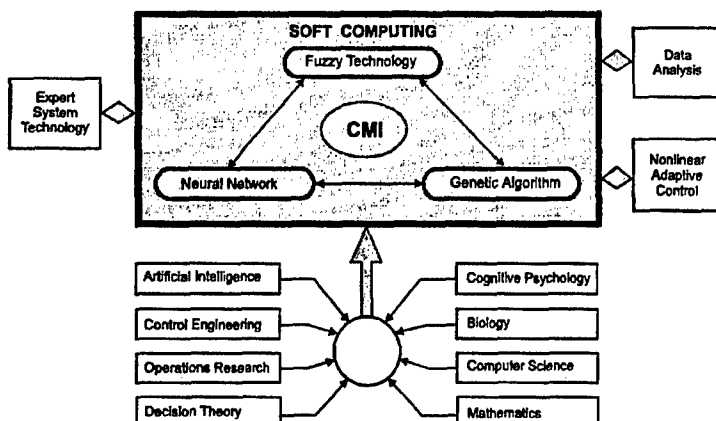 SOFT COMPUTING
Fuzzy Technology
Data
Analysis
Expert
System
Technology
CMI
Neural Network
Genetic Algorithm
Nonlinear
Adaptive
Control
Artificial Intelligence
Cognitive Psychology
Control Engineering
Biology
Operations Research
Computer Science
Decision Theory
Mathematics